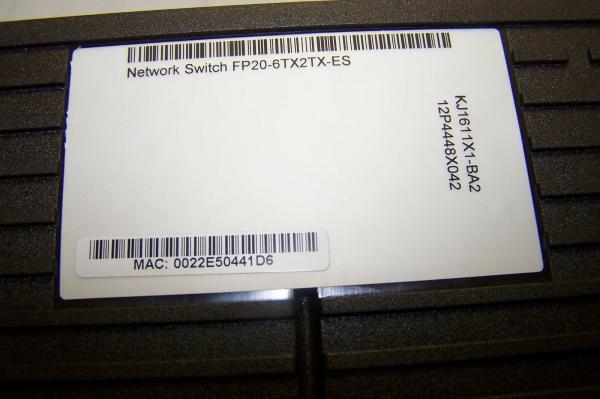 Network Switch FP20-6TX2TX-ES
KJ1611X1-BA2
12P4448X042
MAC: 0022E50441D6